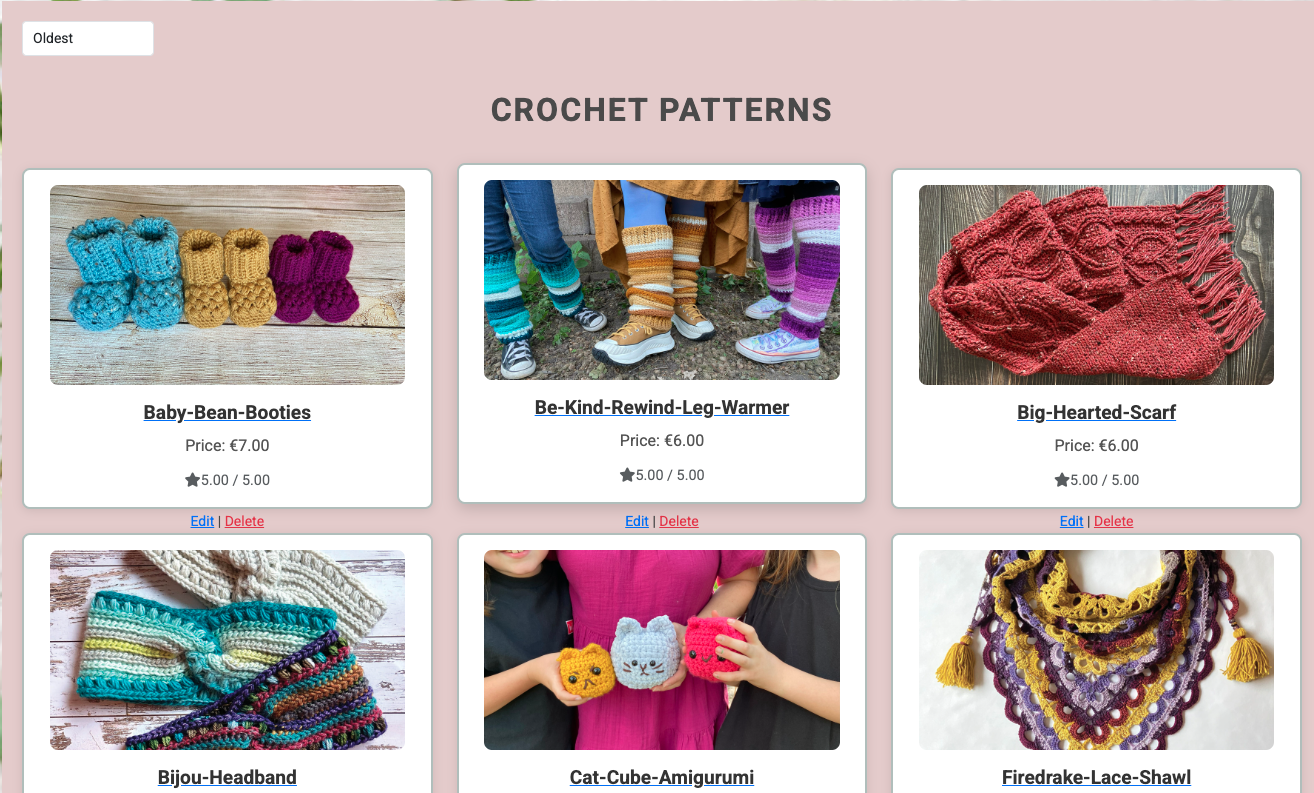 Oldest
CROCHET PATTERNS
Baby-Bean-Booties
Price: €7.00
5.00 / 5.00
Edit | Delete
Be-Kind-Rewind-Leg-Warmer
Price: €6.00
5.00 / 5.00
Edit | Delete
Big-Hearted-Scarf
Price: €6.00
5.00 / 5.00
Edit | Delete
Bijou-Headband
Cat-Cube-Amigurumi
Firedrake-Lace-Shawl